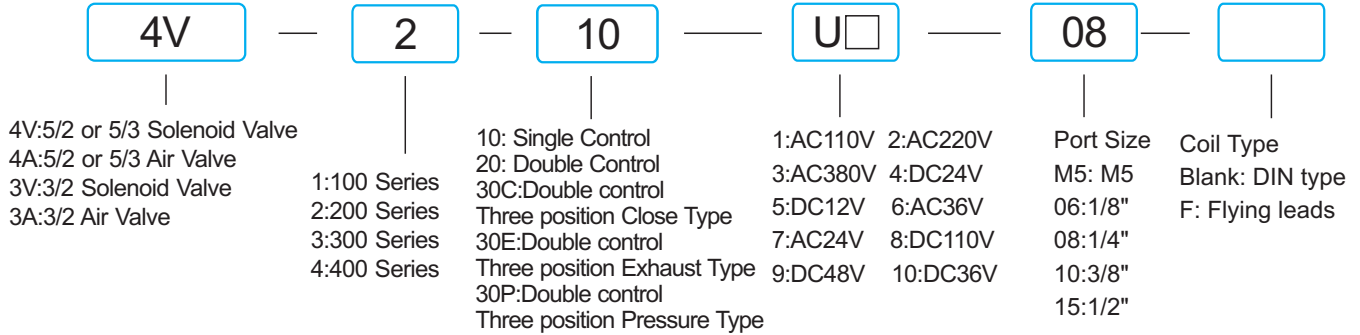 4V — 2 — 10 — U□ — 08 —
4V:5/2 or 5/3 Solenoid Valve
4A:5/2 or 5/3 Air Valve
3V:3/2 Solenoid Valve
3A:3/2 Air Valve
1:100 Series
2:200 Series
3:300 Series
4:400 Series
10: Single Control
20: Double Control
30C:Double control
Three position Close Type
30E:Double control
Three position Exhaust Type
30P:Double control
Three position Pressure Type
1:AC110V 2:AC220V
3:AC380V 4:DC24V
5:DC12V 6:AC36V
7:AC24V 8:DC110V
9:DC48V 10:DC36V
Port Size
M5: M5
06:1/8"
08:1/4"
10:3/8"
15:1/2"
Coil Type
Blank: DIN type
F: Flying leads